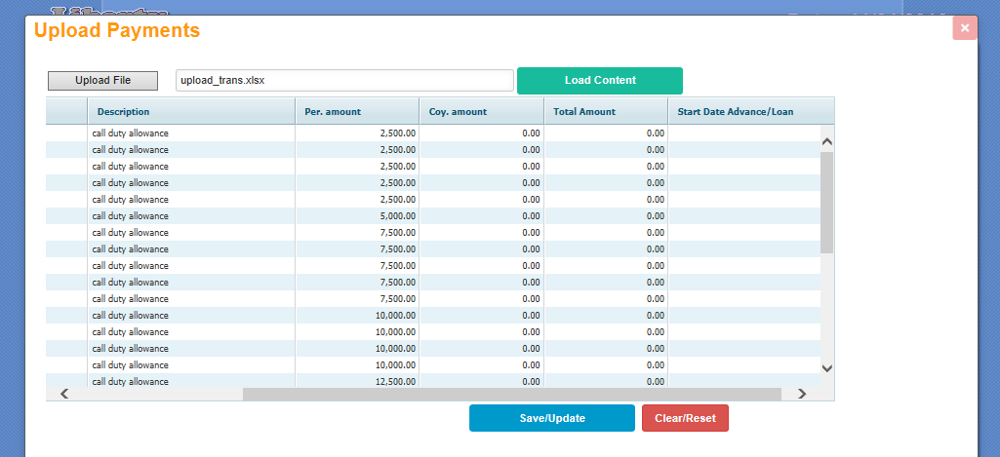 Upload Payments
×
Upload File upload_trans.xlsx Load Content
Description Per. amount Coy. amount Total Amount Start Date Advance/Loan
call duty allowance 2,500.00 0.00 0.00
call duty allowance 2,500.00 0.00 0.00
call duty allowance 2,500.00 0.00 0.00
call duty allowance 2,500.00 0.00 0.00
call duty allowance 2,500.00 0.00 0.00
call duty allowance 5,000.00 0.00 0.00
call duty allowance 7,500.00 0.00 0.00
call duty allowance 7,500.00 0.00 0.00
call duty allowance 7,500.00 0.00 0.00
call duty allowance 7,500.00 0.00 0.00
call duty allowance 7,500.00 0.00 0.00
call duty allowance 10,000.00 0.00 0.00
call duty allowance 10,000.00 0.00 0.00
call duty allowance 10,000.00 0.00 0.00
call duty allowance 10,000.00 0.00 0.00
call duty allowance 12,500.00 0.00 0.00
Save/Update Clear/Reset